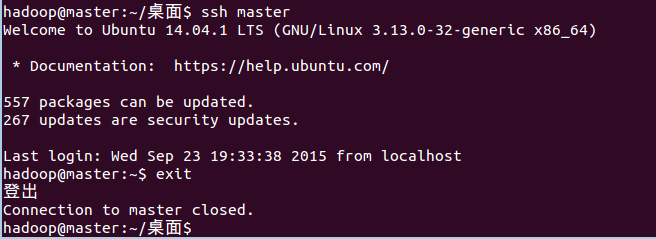 hadoop@master:~/桌面$ ssh master
Welcome to Ubuntu 14.04.1 LTS (GNU/Linux 3.13.0-32-generic x86_64)
* Documentation:  https://help.ubuntu.com/
557 packages can be updated.
267 updates are security updates.
Last login: Wed Sep 23 19:33:38 2015 from localhost
hadoop@master:~$ exit
登出
Connection to master closed.
hadoop@master:~/桌面$